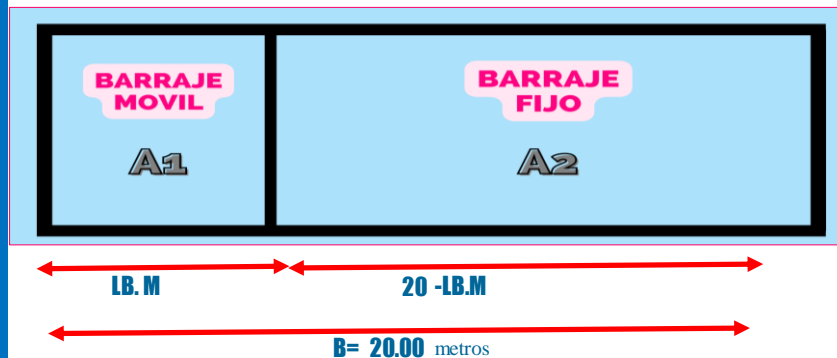 BARRAJE
MOVIL
A1
BARRAJE
FIJO
A2
LB. M
20 -LB.M
B= 20.00 metros